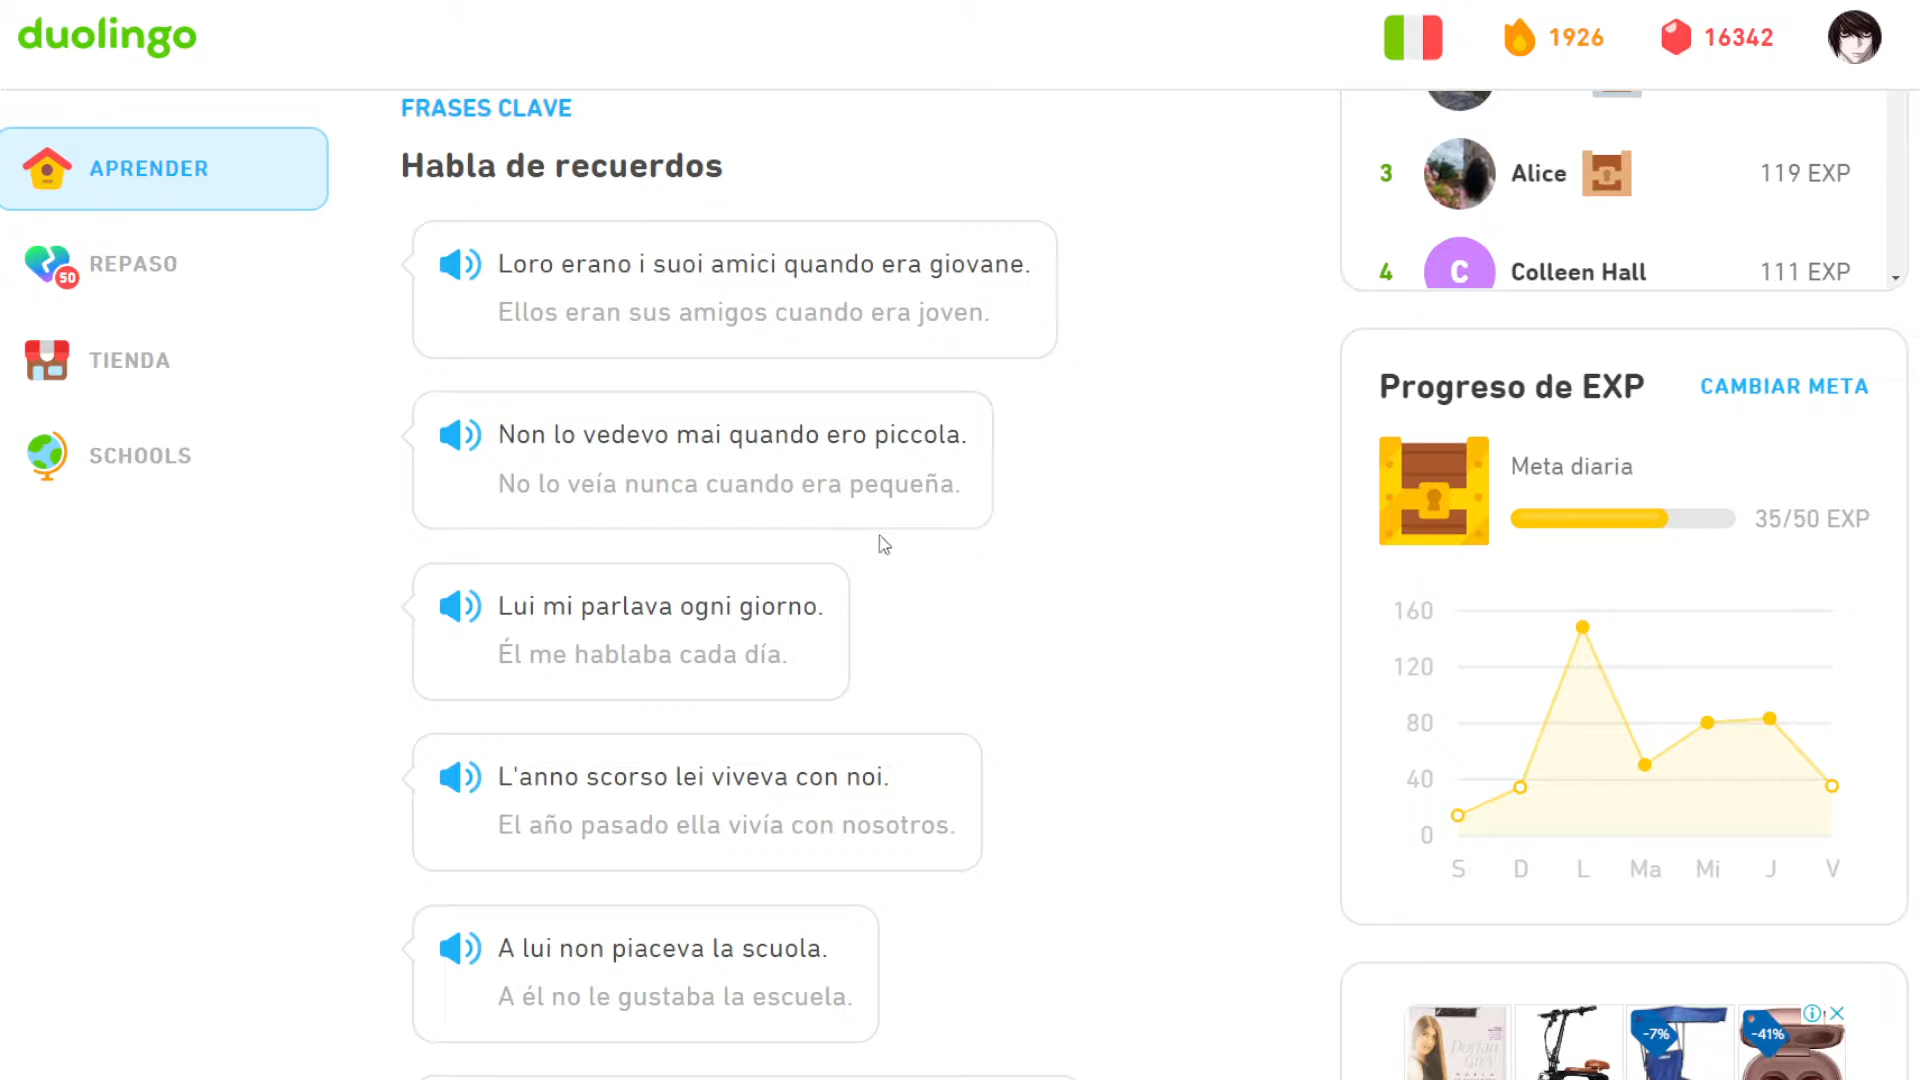 duolingo
1926
16342
APRENDER
REPASO
50
TIENDA
SCHOOLS
FRASES CLAVE
Habla de recuerdos
Loro erano i suoi amici quando era giovane.
Ellos eran sus amigos cuando era joven.
Non lo vedevo mai quando ero piccola.
No lo veía nunca cuando era pequeña.
Lui mi parlava ogni giorno.
Él me hablaba cada día.
L'anno scorso lei viveva con noi.
El año pasado ella vivía con nosotros.
A lui non piaceva la scuola.
A él no le gustaba la escuela.
3 Alice 119 EXP
4 C Colleen Hall 111 EXP
Progreso de EXP CAMBIAR META
Meta diaria
35/50 EXP
160
120
80
40
0
S D L Ma Mi J V
Dorian
Grey
-7%
-41%